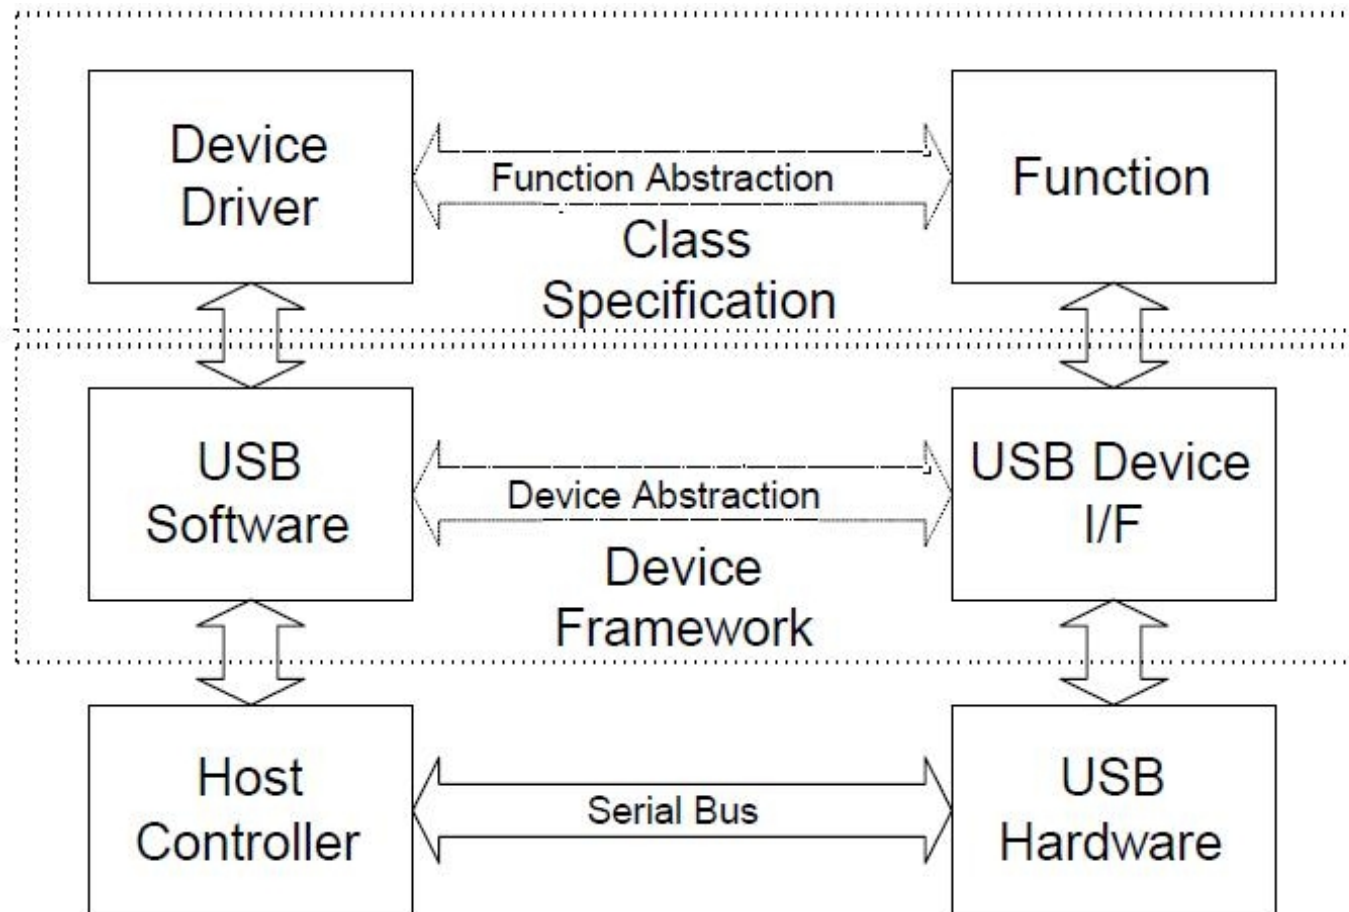 Device
Driver
Function Abstraction
Function
Class
Specification
USB
Software
Device Abstraction
USB Device
I/F
Device
Framework
Host
Controller
Serial Bus
USB
Hardware